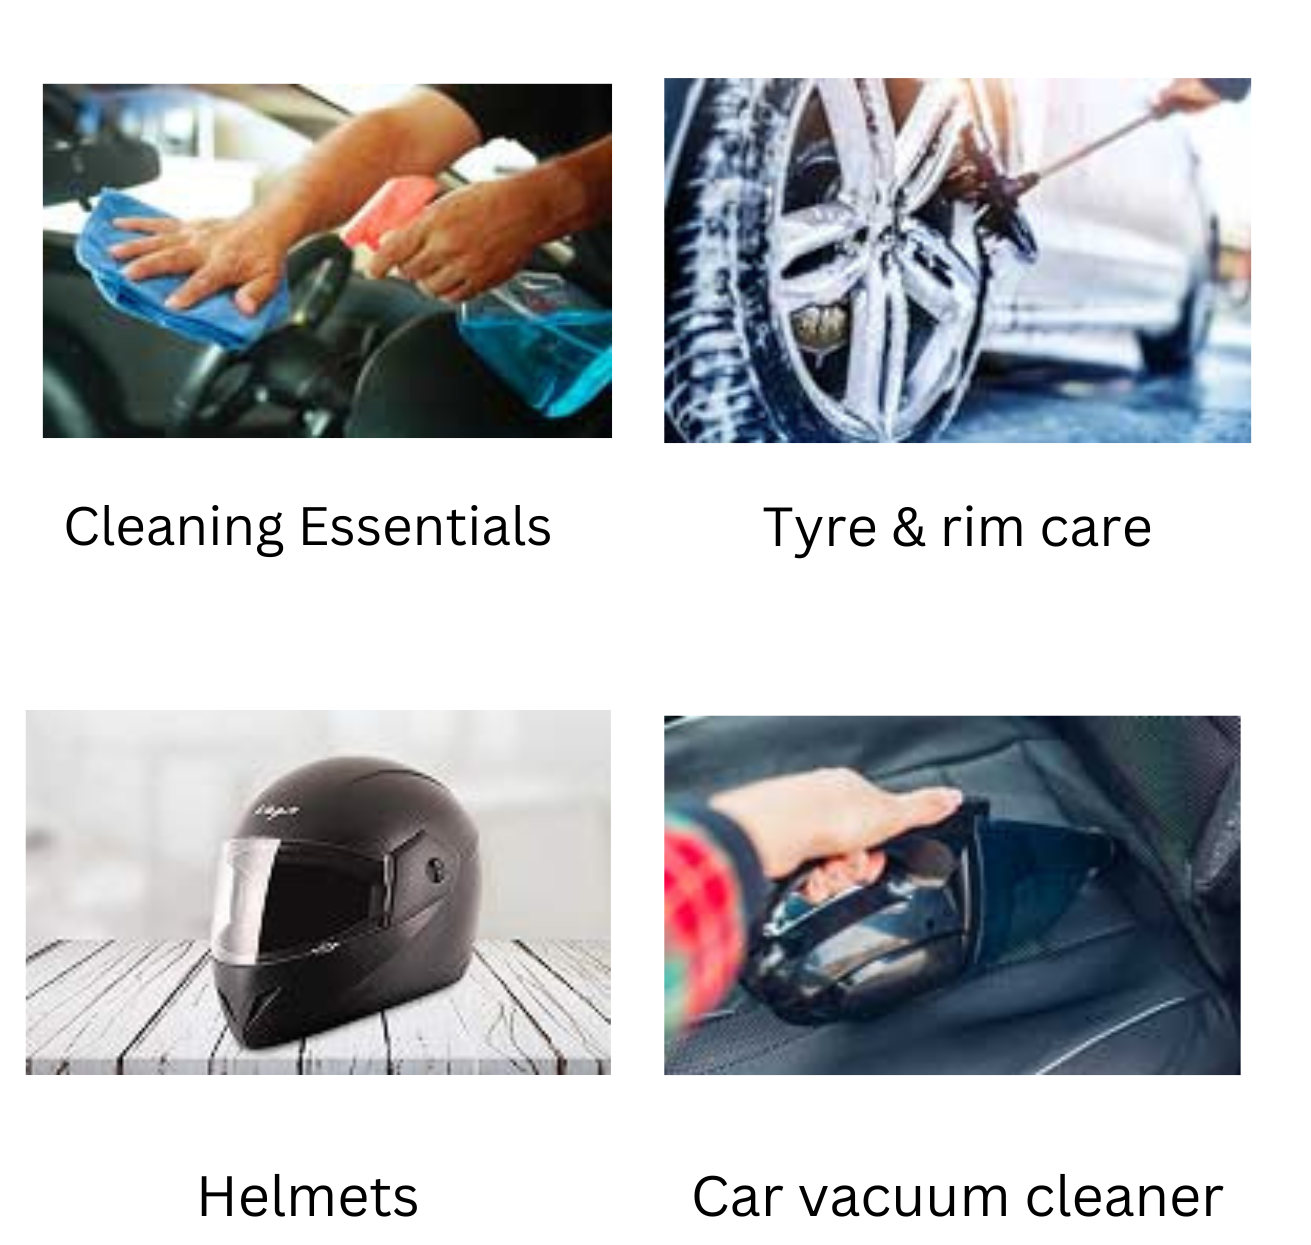 Cleaning Essentials
Tyre & rim care
Helmets
Car vacuum cleaner